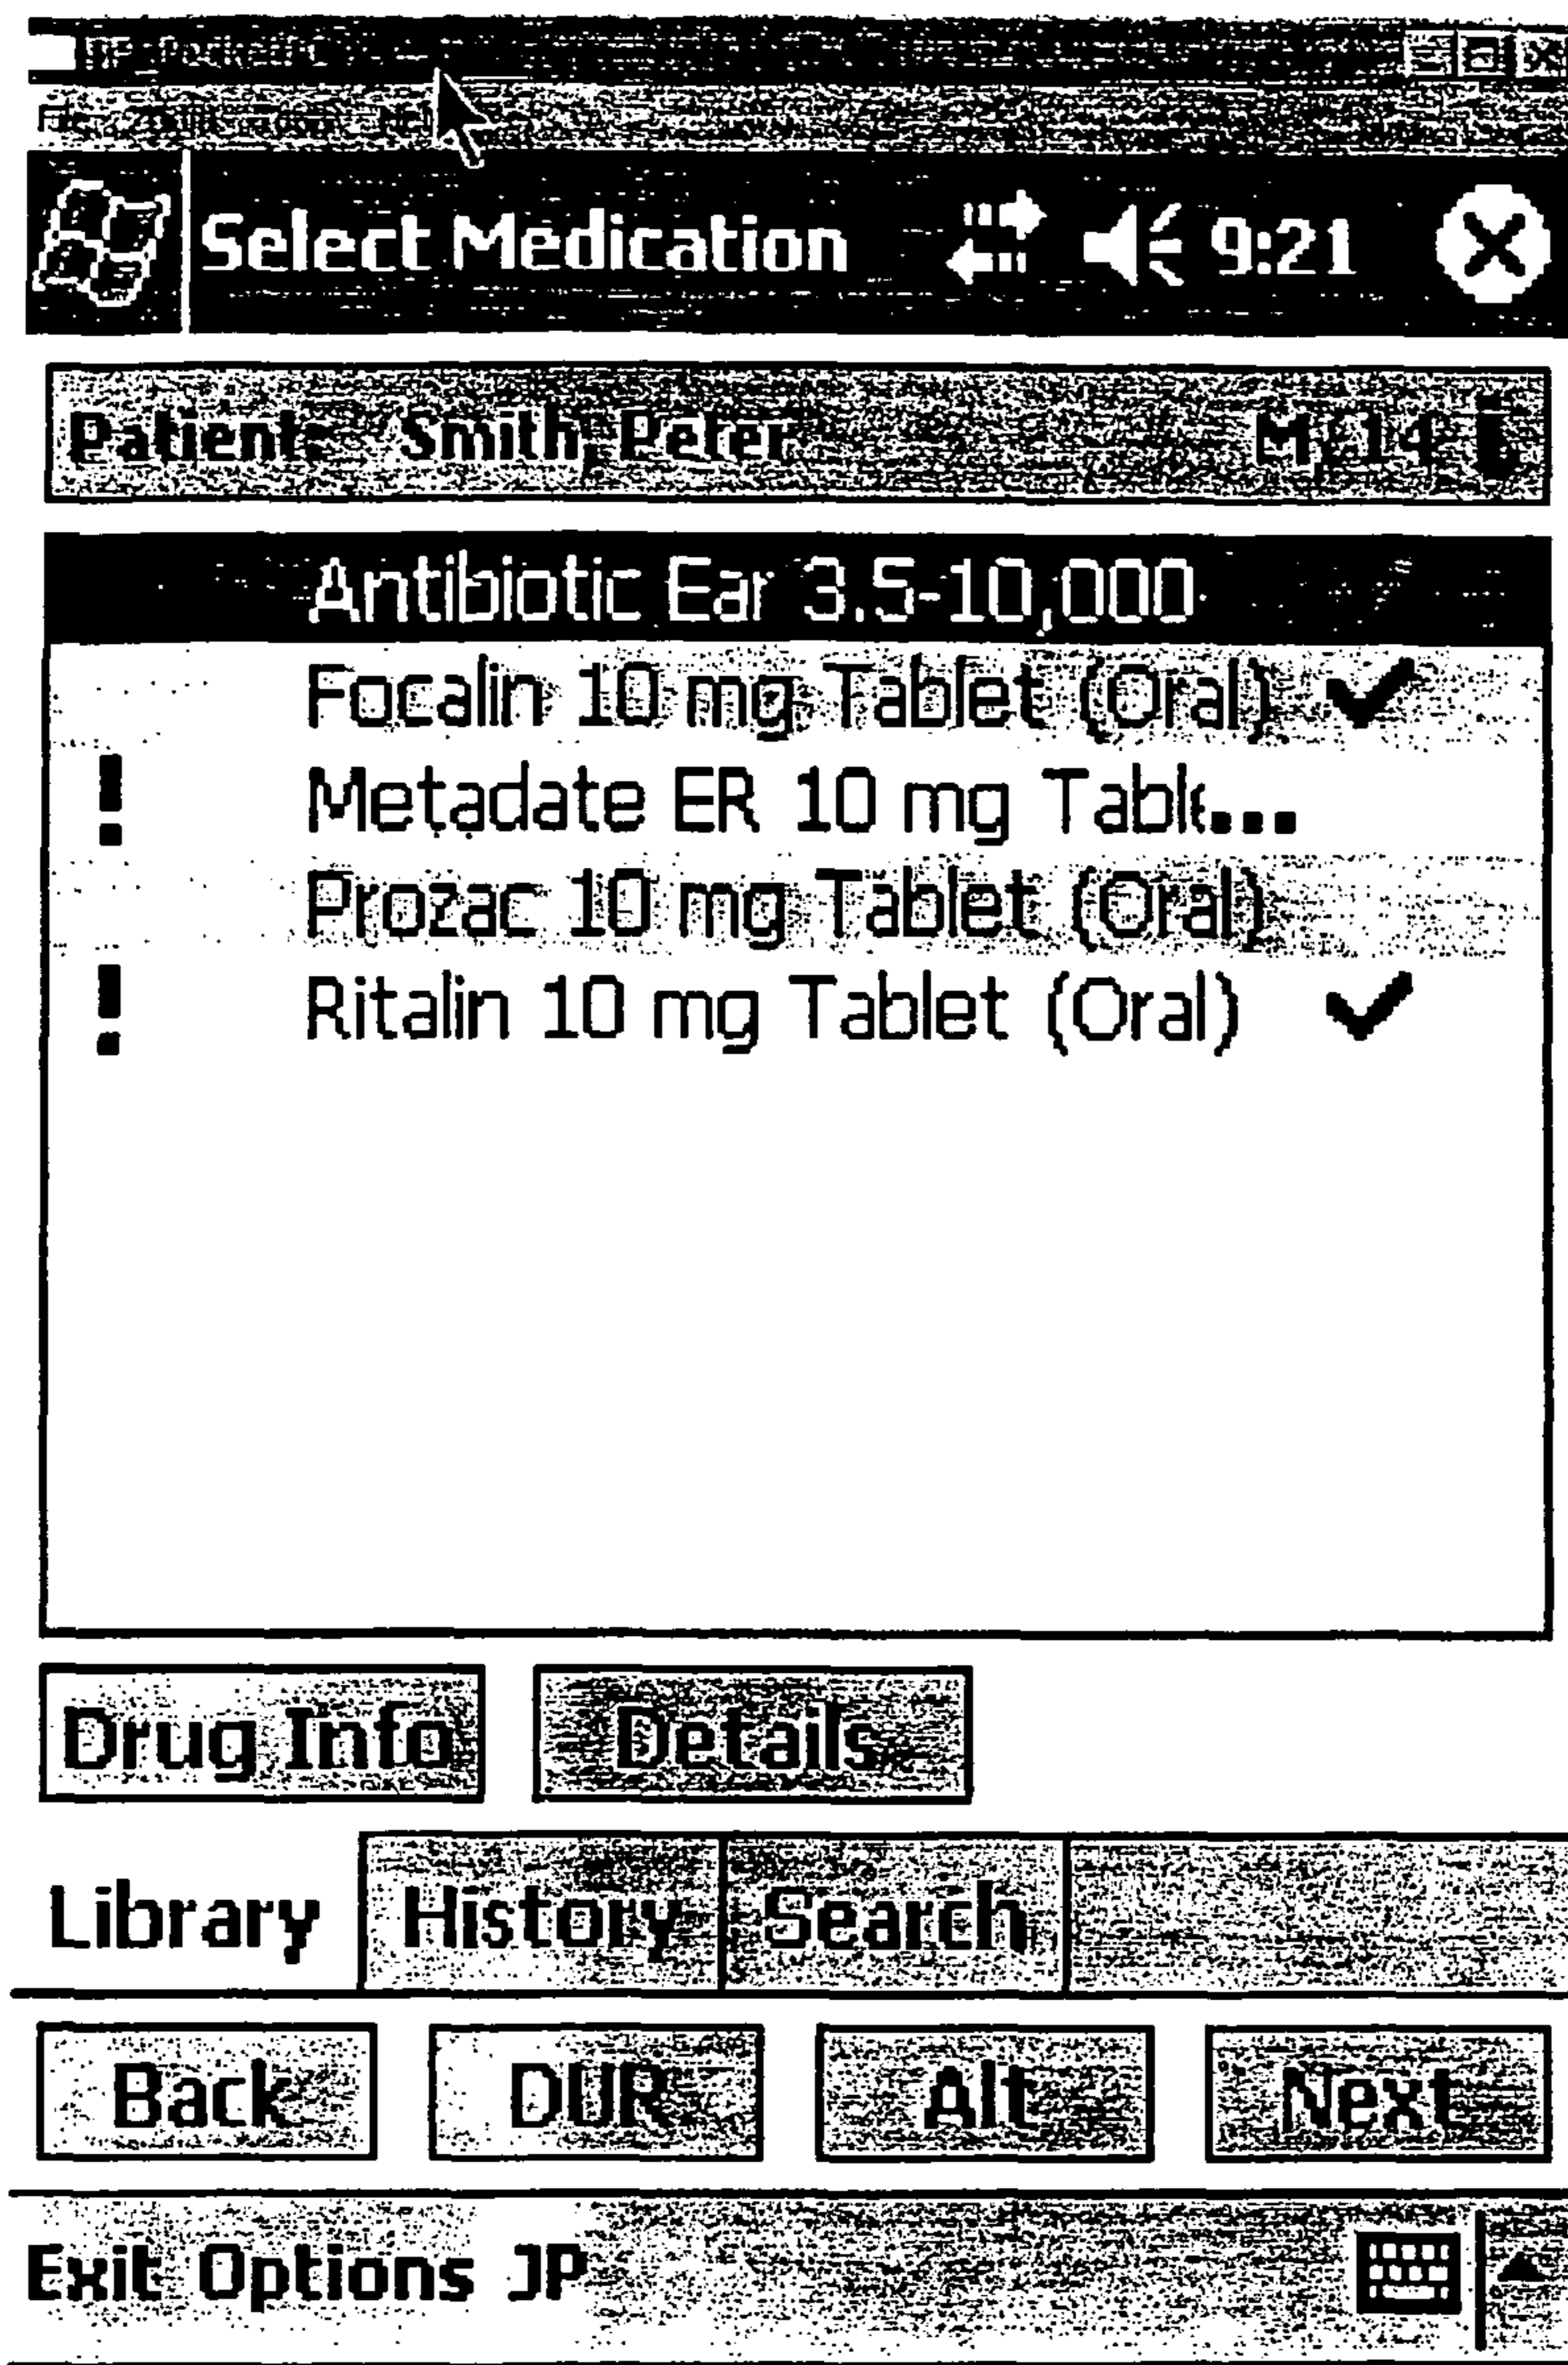 Select Medication 9:21
Patient: Smith, Peter M, 14
Antibiotic Ear 3.5-10,000
Focalin 10 mg Tablet (Oral)
! Metadate ER 10 mg Table...
Prozac 10 mg Tablet (Oral)
! Ritalin 10 mg Tablet (Oral)
Drug Info Details
Library History Search
Back DUR Alt Next
Exit Options JP